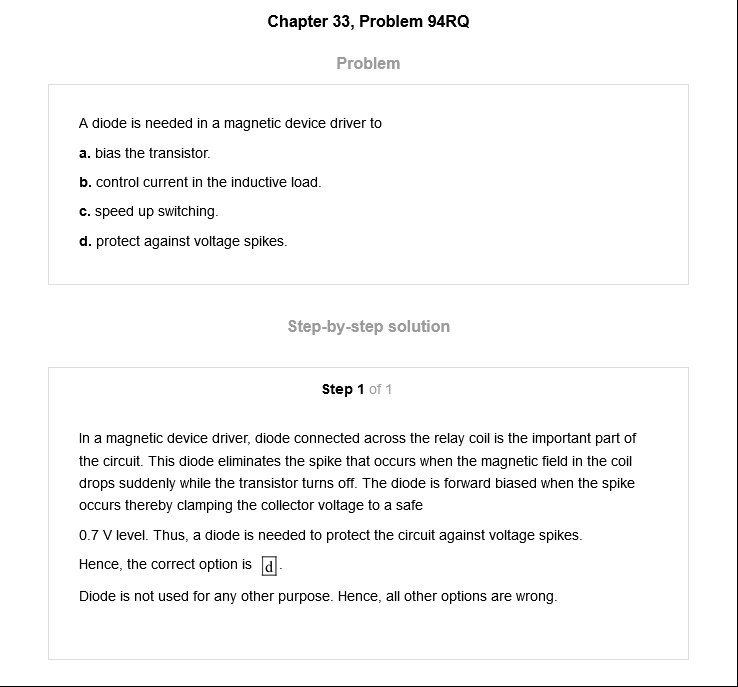 Chapter 33, Problem 94RQ
Problem
A diode is needed in a magnetic device driver to
a. bias the transistor.
b. control current in the inductive load.
c. speed up switching.
d. protect against voltage spikes.
Step-by-step solution
Step 1 of 1
In a magnetic device driver, diode connected across the relay coil is the important part of
the circuit. This diode eliminates the spike that occurs when the magnetic field in the coil
drops suddenly while the transistor turns off. The diode is forward biased when the spike
occurs thereby clamping the collector voltage to a safe
0.7 V level. Thus, a diode is needed to protect the circuit against voltage spikes.
Hence, the correct option is d.
Diode is not used for any other purpose. Hence, all other options are wrong.